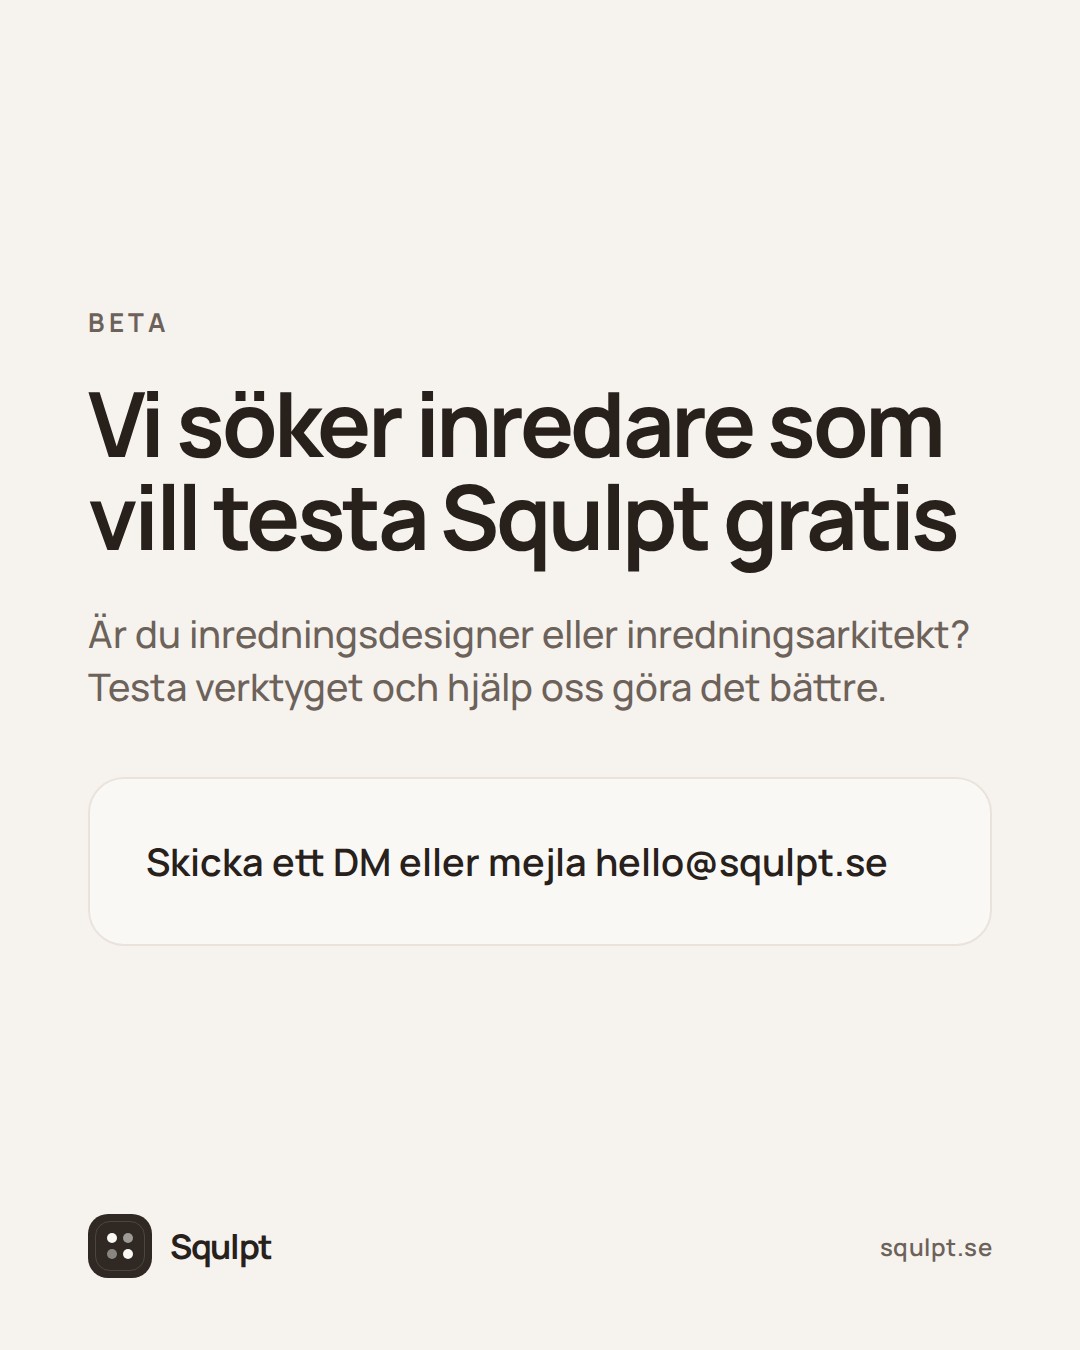 BETA
Vi söker inredare som
vill testa Squlpt gratis
Är du inredningsdesigner eller inredningsarkitekt?
Testa verktyget och hjälp oss göra det bättre.
Skicka ett DM eller mejla hello@squlpt.se
Squlpt
squlpt.se